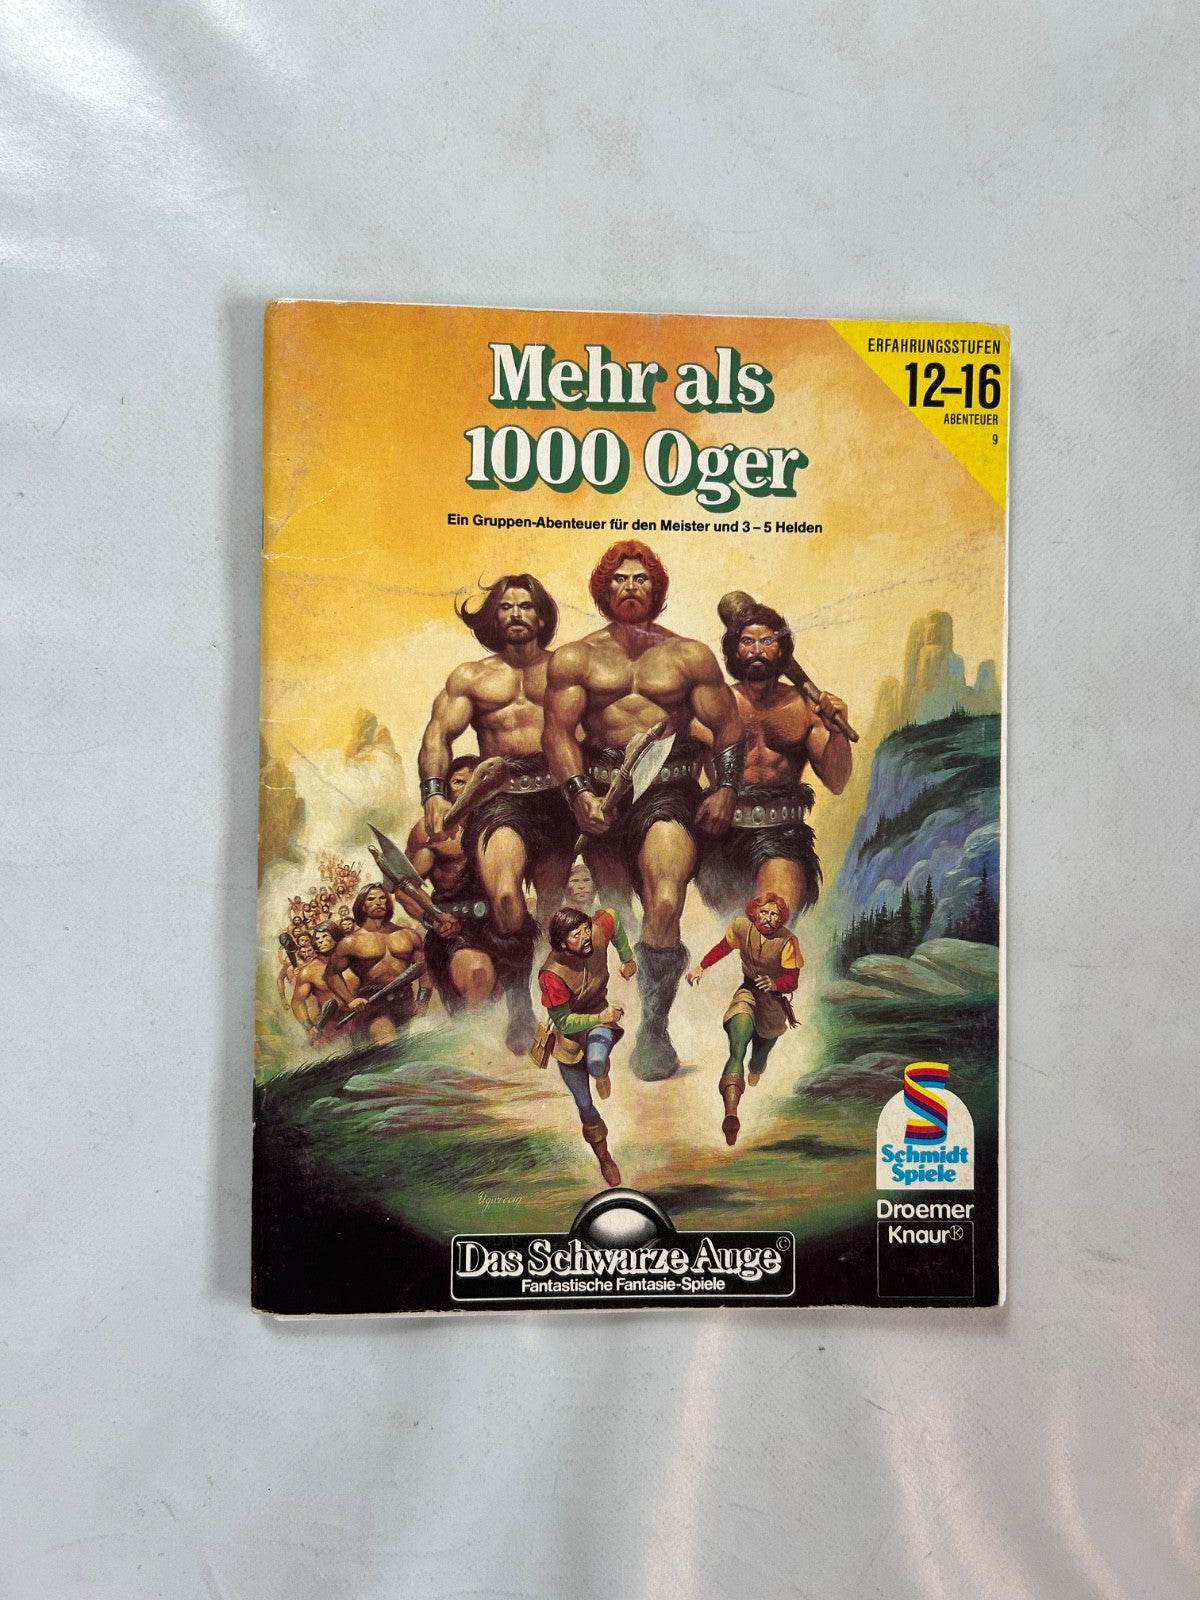 Mehr als
1000 Oger
Ein Gruppen-Abenteuer für den Meister und 3 – 5 Helden
ERFAHRUNGSSTUFEN
12–16
ABENTEUER
9
Schmidt
Spiele
Droemer
Knaur®
Ugurcan
Das Schwarze Auge©
Fantastische Fantasie-Spiele